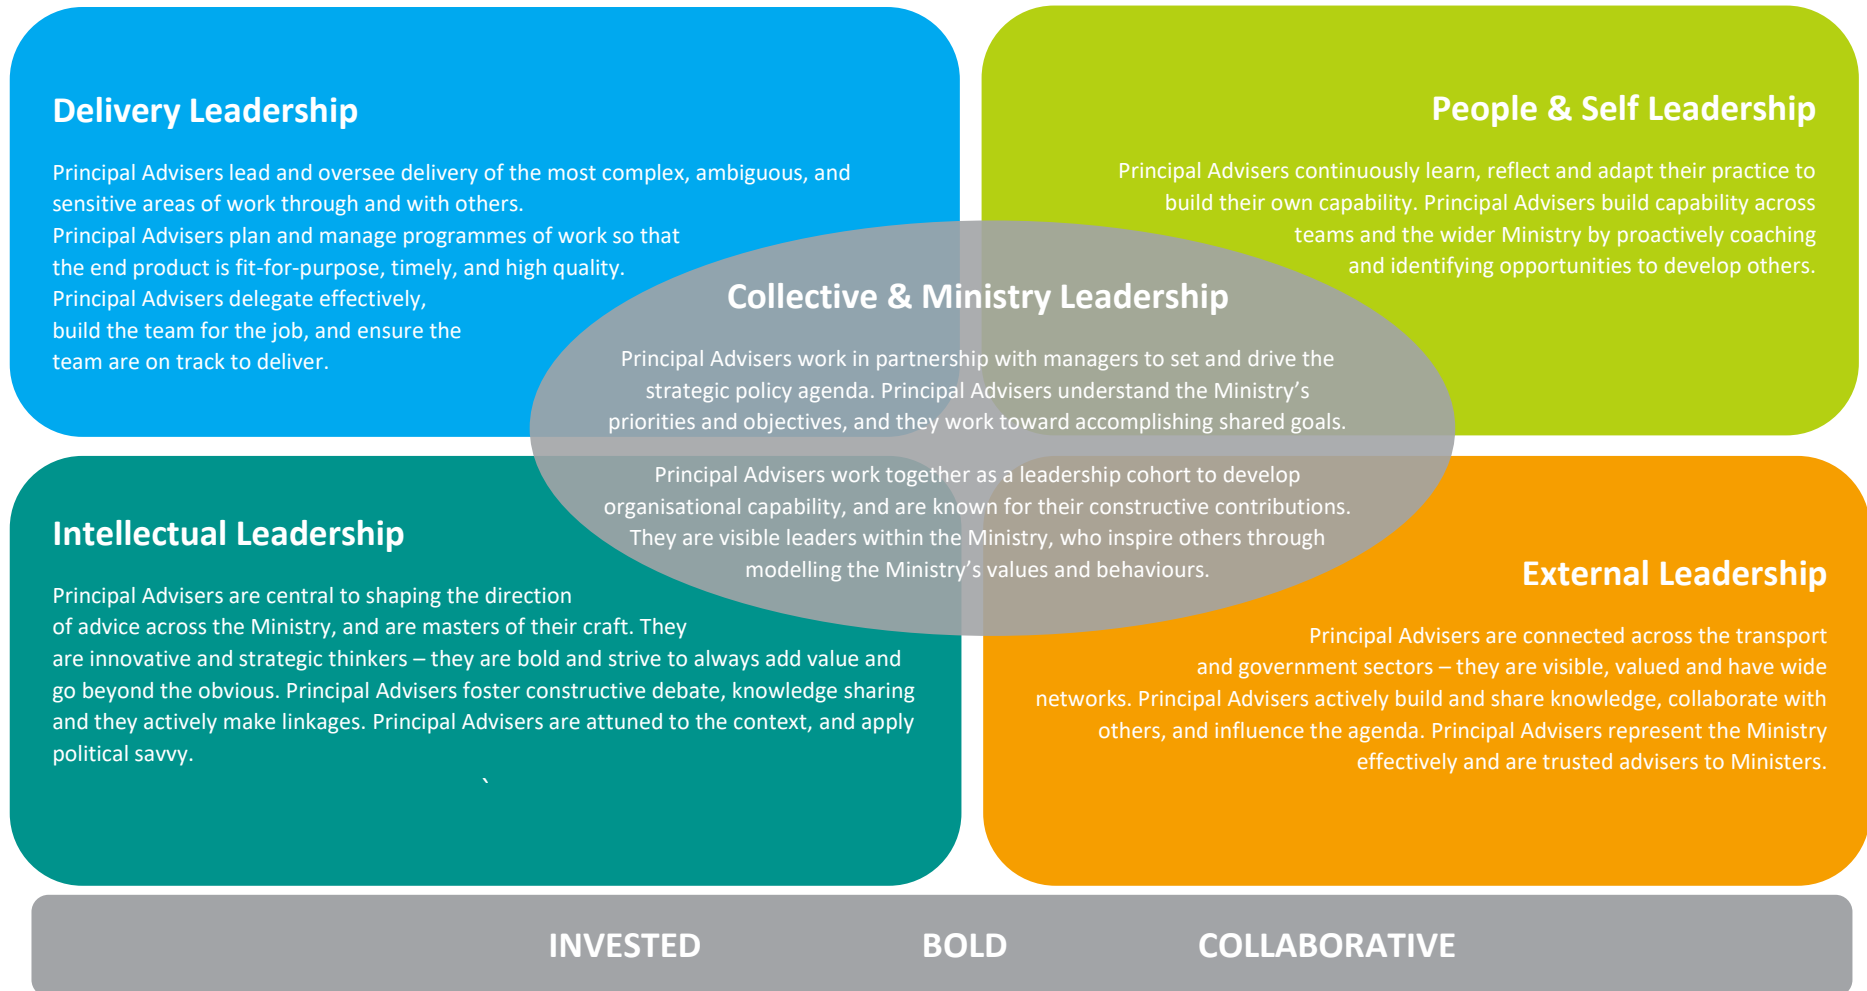 Delivery Leadership
Principal Advisers lead and oversee delivery of the most complex, ambiguous, and
sensitive areas of work through and with others.
Principal Advisers plan and manage programmes of work so that
the end product is fit-for-purpose, timely, and high quality.
Principal Advisers delegate effectively,
build the team for the job, and ensure the
team are on track to deliver.
People & Self Leadership
Principal Advisers continuously learn, reflect and adapt their practice to
build their own capability. Principal Advisers build capability across
teams and the wider Ministry by proactively coaching
and identifying opportunities to develop others.
Collective & Ministry Leadership
Principal Advisers work in partnership with managers to set and drive the
strategic policy agenda. Principal Advisers understand the Ministry’s
priorities and objectives, and they work toward accomplishing shared goals.
Principal Advisers work together as a leadership cohort to develop
organisational capability, and are known for their constructive contributions.
They are visible leaders within the Ministry, who inspire others through
modelling the Ministry’s values and behaviours.
Intellectual Leadership
Principal Advisers are central to shaping the direction
of advice across the Ministry, and are masters of their craft. They
are innovative and strategic thinkers – they are bold and strive to always add value and
go beyond the obvious. Principal Advisers foster constructive debate, knowledge sharing
and they actively make linkages. Principal Advisers are attuned to the context, and apply
political savvy.
`
External Leadership
Principal Advisers are connected across the transport
and government sectors – they are visible, valued and have wide
networks. Principal Advisers actively build and share knowledge, collaborate with
others, and influence the agenda. Principal Advisers represent the Ministry
effectively and are trusted advisers to Ministers.
INVESTED BOLD COLLABORATIVE